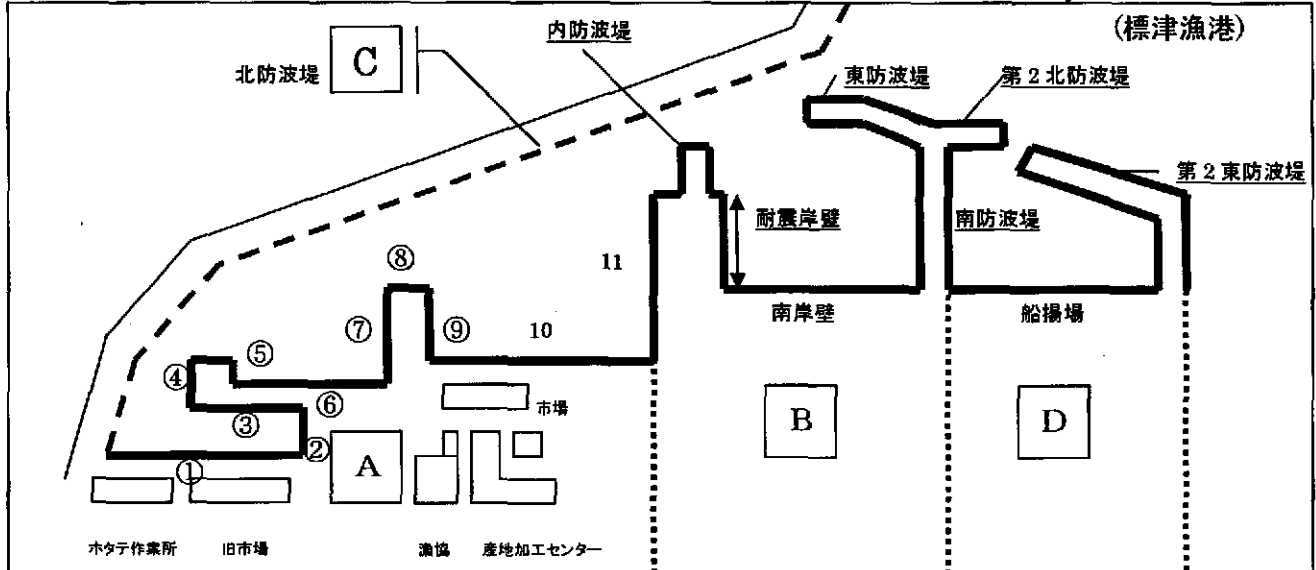 (標津漁港)
内防波堤
北防波堤
C
東防波堤
第2北防波堤
第2東防波堤
耐震岸壁
南防波堤
⑧
11
南岸壁
船揚場
⑦
⑨
10
⑤
④
⑥
③
市場
②
A
B
D
①
ホタテ作業所
旧市場
漁協
産地加工センター